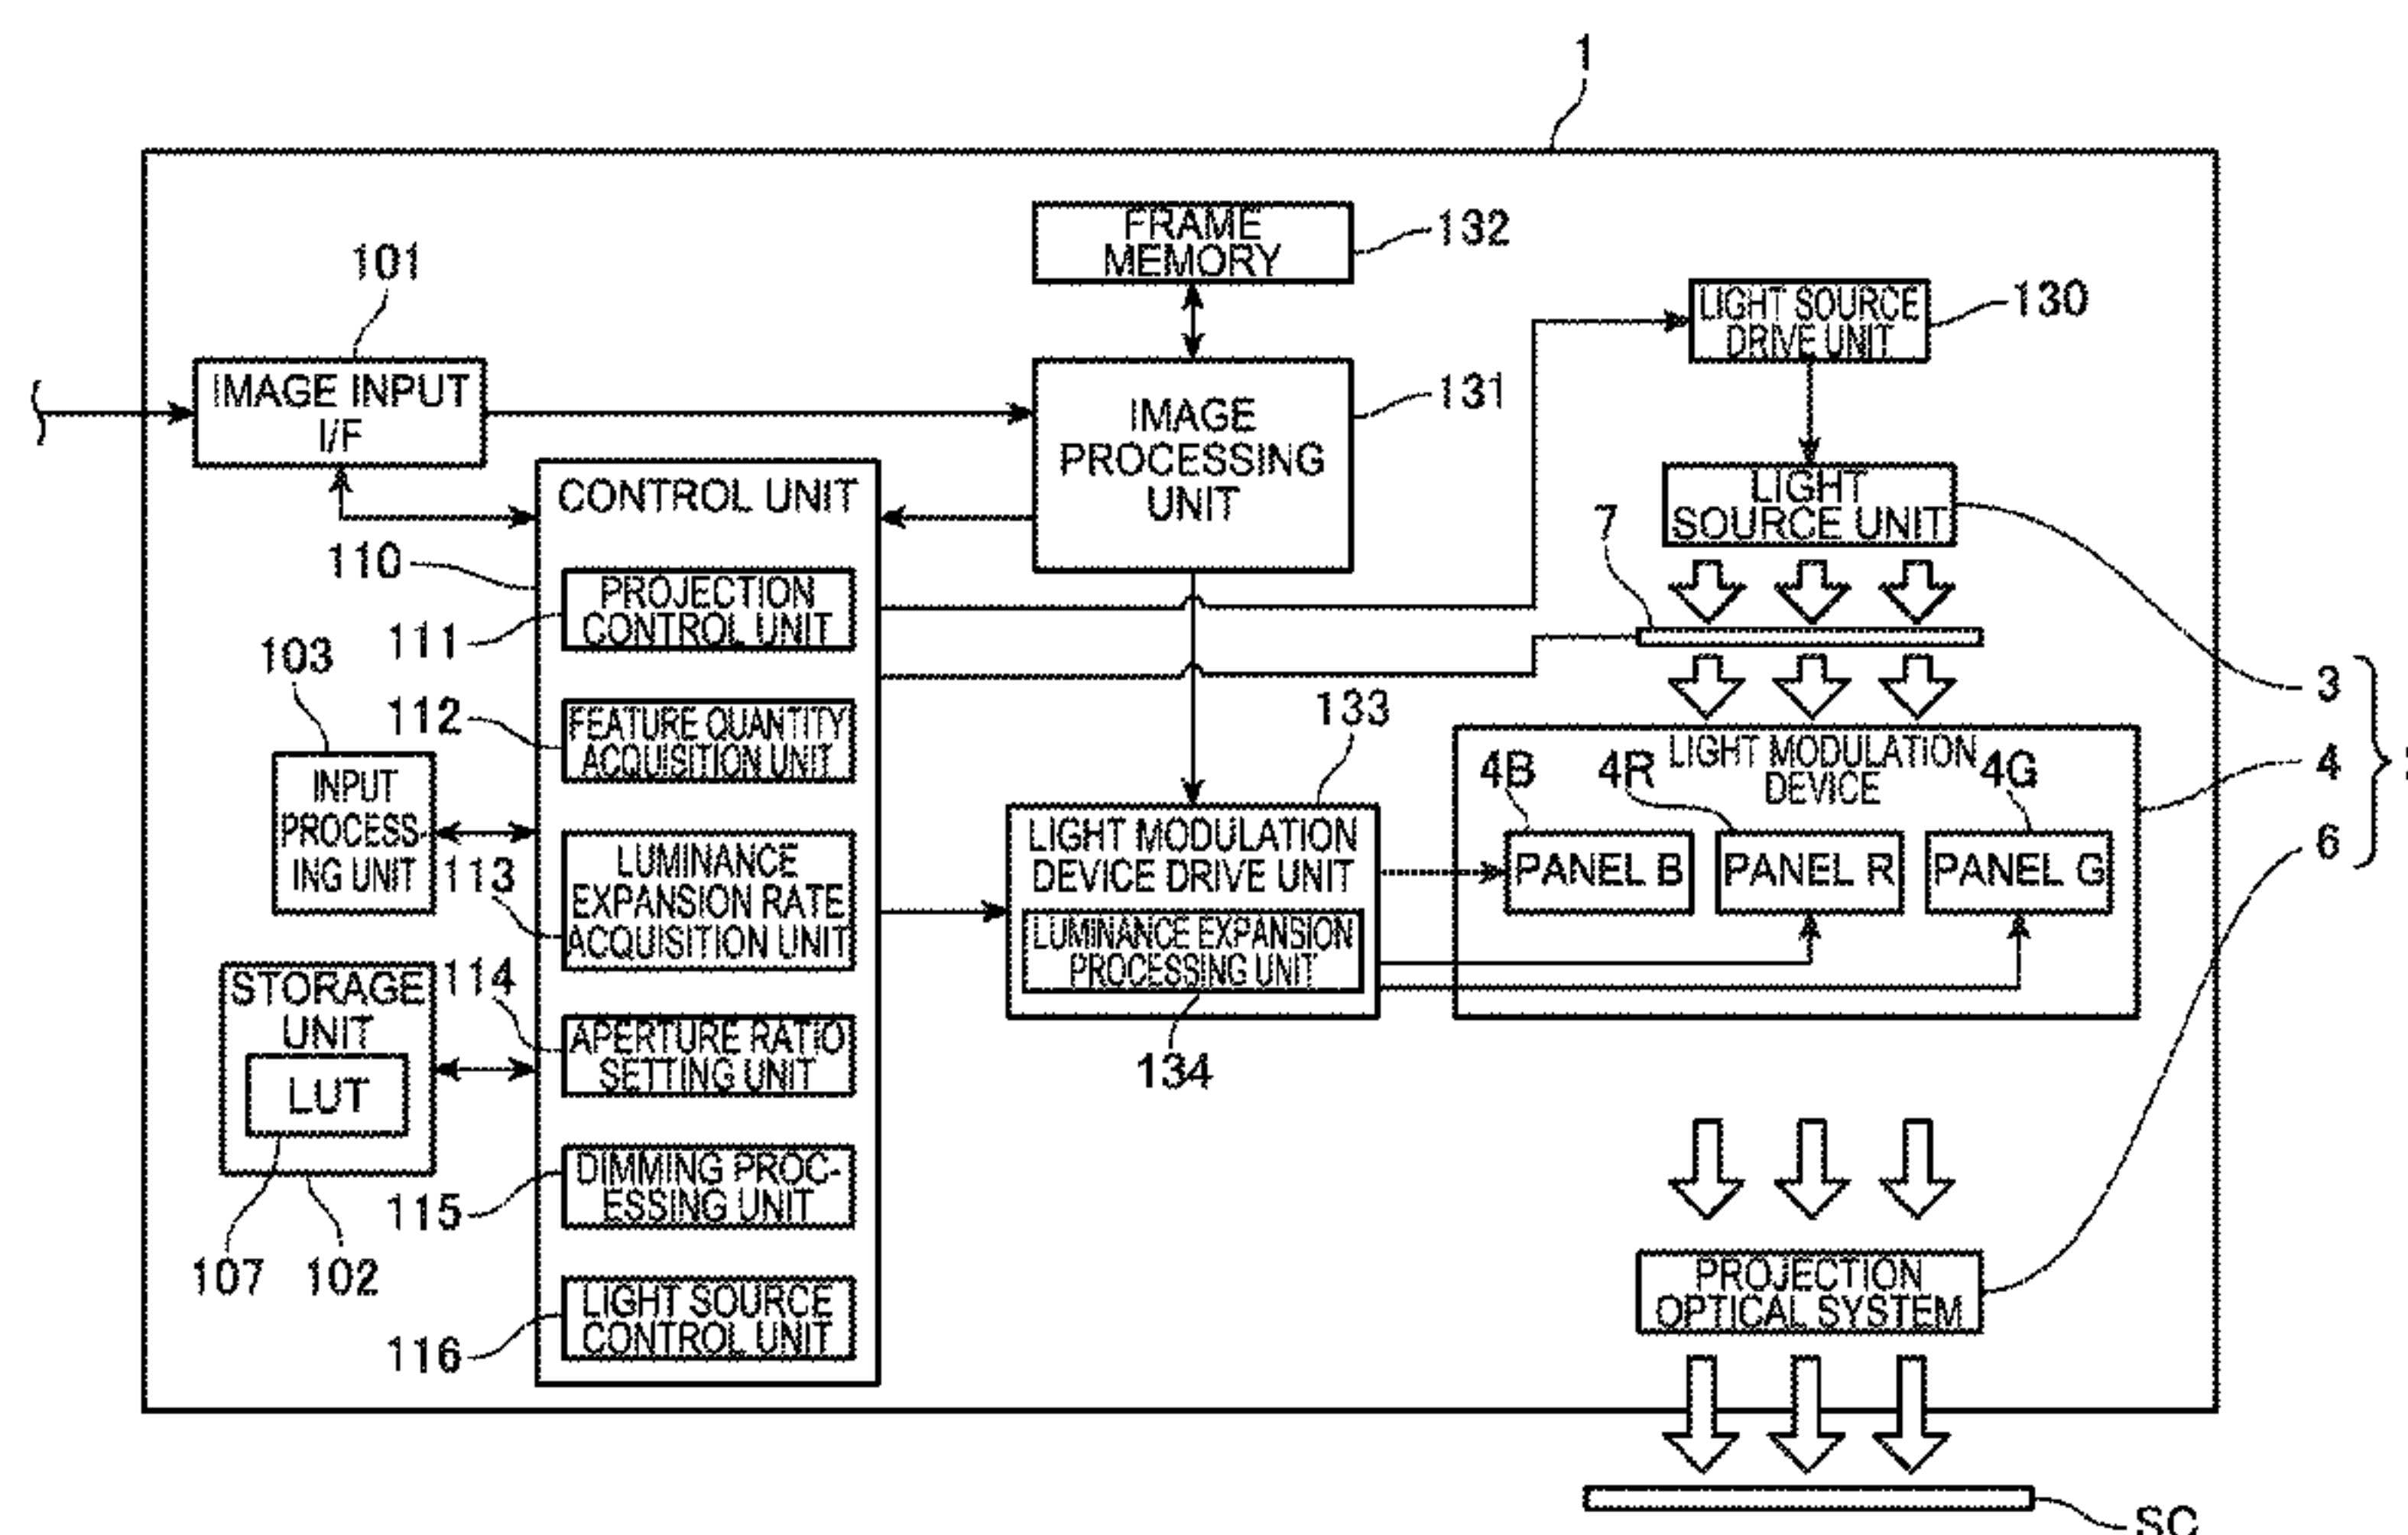 1
FRAME
MEMORY
132
101
LIGHT SOURCE
DRIVE UNIT
130
IMAGE INPUT
I/F
IMAGE
PROCESSING
UNIT
131
CONTROL UNIT
110
LIGHT
SOURCE UNIT
7
PROJECTION
CONTROL UNIT
111
103
3
4
6
INPUT
PROCESS-
ING UNIT
FEATURE QUANTITY
ACQUISITION UNIT
112
133
LIGHT MODULATION
DEVICE
4B
4R
4G
PANEL B
PANEL R
PANEL G
LUMINANCE
EXPANSION RATE
ACQUISITION UNIT
113
LIGHT MODULATION
DEVICE DRIVE UNIT
LUMINANCE EXPANSION
PROCESSING UNIT
134
STORAGE
UNIT
LUT
114
APERTURE RATIO
SETTING UNIT
DIMMING PROC-
ESSING UNIT
115
107
102
LIGHT SOURCE
CONTROL UNIT
116
PROJECTION
OPTICAL SYSTEM
SC